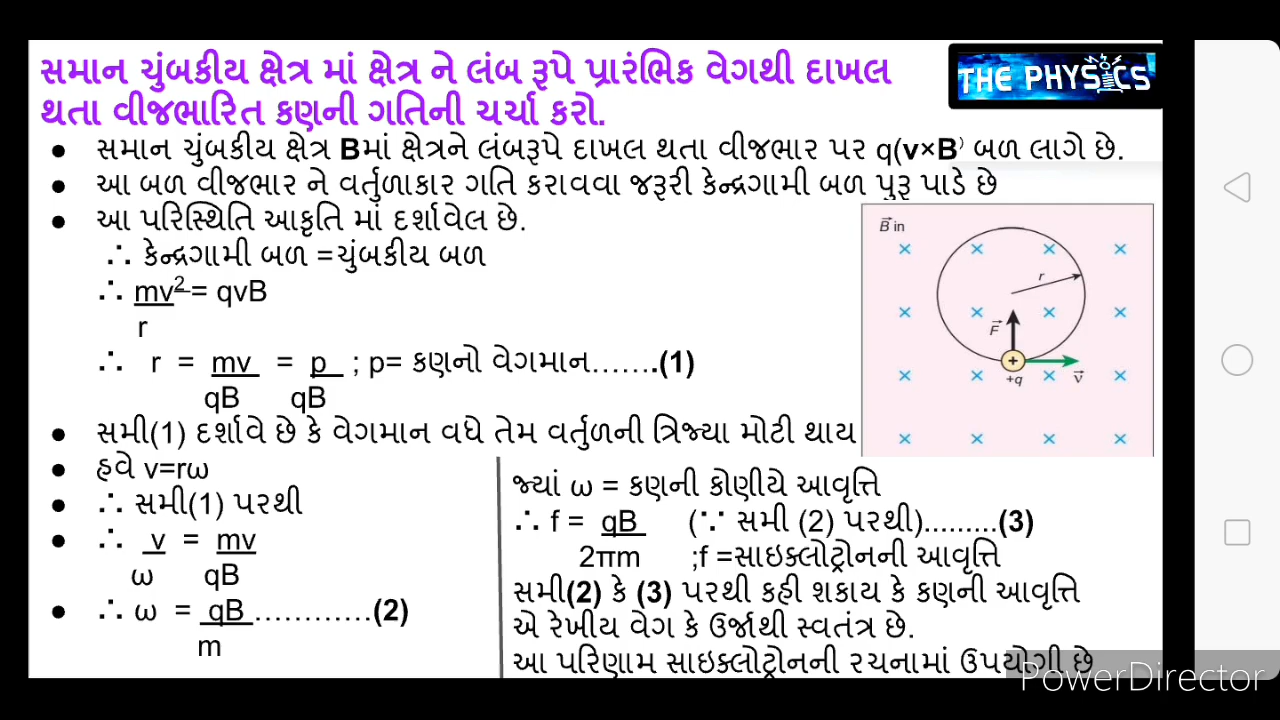 સમાન ચુંબકીય ક્ષેત્ર માં ક્ષેત્ર ને લંબ રૂપે પ્રારંભિક વેગથી દાખલ
થતા વીજભારિત કણની ગતિની ચર્ચા કરો.
THE PHYSICS
● સમાન ચુંબકીય ક્ષેત્ર Bમાં ક્ષેત્રને લંબરૂપે દાખલ થતા વીજભાર પર q(v×B) બળ લાગે છે.
● આ બળ વીજભાર ને વર્તુળાકાર ગતિ કરાવવા જરૂરી કેન્દ્રગામી બળ પુરૂ પાડે છે
● આ પરિસ્થિતિ આકૃતિ માં દર્શાવેલ છે.
∴ કેન્દ્રગામી બળ =ચુંબકીય બળ
∴ mv² = qvB
r
∴ r = mv = p ; p= કણનો વેગમાન…….(1)
qB qB
B in
r
F
+
+q v
● સમી(1) દર્શાવે છે કે વેગમાન વધે તેમ વર્તુળની ત્રિજ્યા મોટી થાય
● હવે v=rω
● ∴ સમી(1) પરથી
● ∴ v = mv
ω qB
● ∴ ω = qB …………(2)
m
જ્યાં ω = કણની કોણીયે આવૃત્તિ
∴ f = qB (∵ સમી (2) પરથી).........(3)
2πm ;f =સાઇક્લોટ્રોનની આવૃત્તિ
સમી(2) કે (3) પરથી કહી શકાય કે કણની આવૃત્તિ
એ રેખીય વેગ કે ઉર્જાથી સ્વતંત્ર છે.
આ પરિણામ સાઇક્લોટ્રોનની રચનામાં ઉપયોગી છે
PowerDirector